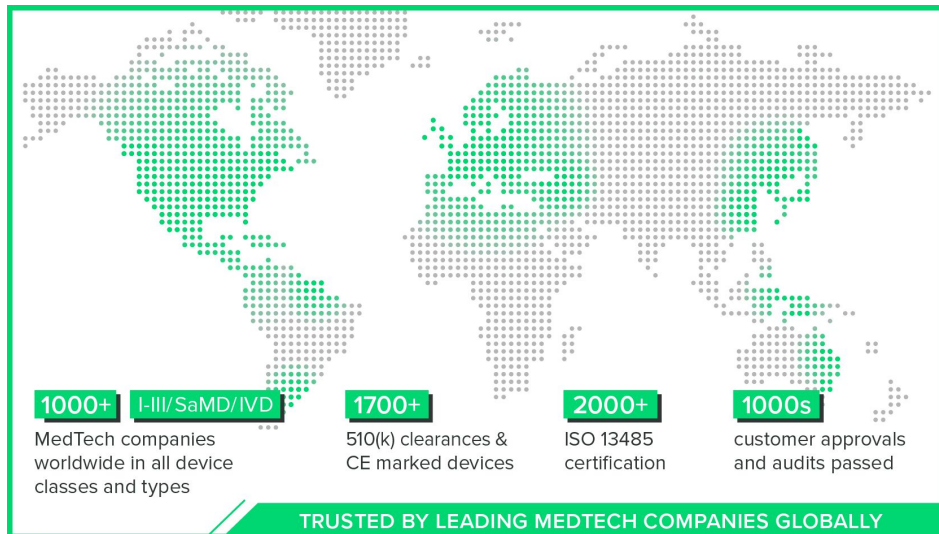 1000+ I-III/SaMD/IVD
MedTech companies
worldwide in all device
classes and types
1700+
510(k) clearances &
CE marked devices
2000+
ISO 13485
certification
1000s
customer approvals
and audits passed
TRUSTED BY LEADING MEDTECH COMPANIES GLOBALLY